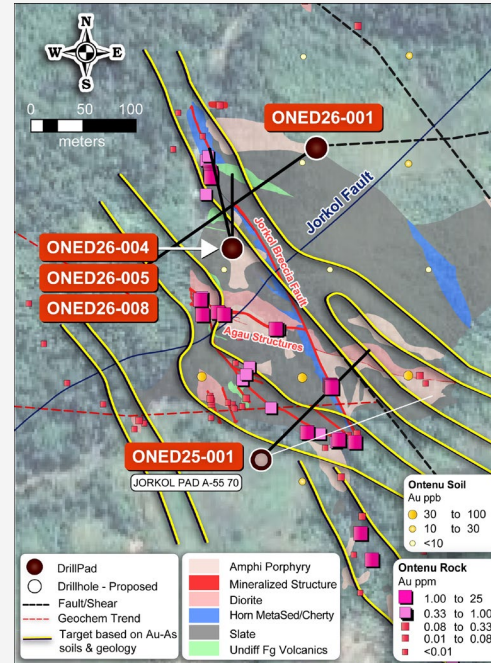 N
W E
S
0 50 100
meters
ONED26-001
Jorkol Fault
ONED26-004
ONED26-005
ONED26-008
Jorkol Breccia Fault
Agau Structures
ONED25-001
JORKOL PAD A-55 70
Ontenu Soil
Au ppb
30 to 100
10 to 30
<10
Ontenu Rock
Au ppm
1.00 to 25
0.33 to 1.00
0.08 to 0.33
0.01 to 0.08
<0.01
DrillPad
Drillhole - Proposed
Fault/Shear
Geochem Trend
Target based on Au-As
soils & geology
Amphi Porphyry
Mineralized Structure
Diorite
Horn MetaSed/Cherty
Slate
Undiff Fg Volcanics